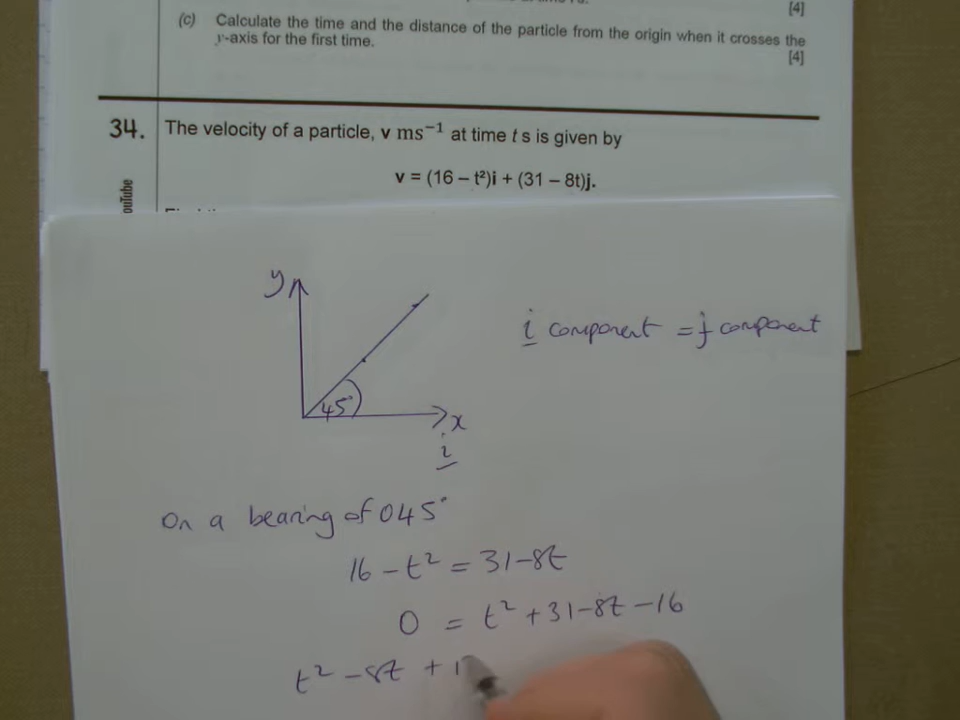 [4]
(c) Calculate the time and the distance of the particle from the origin when it crosses the
y-axis for the first time.
[4]
34. The velocity of a particle, v ms⁻¹ at time t s is given by
v = (16 – t²)i + (31 – 8t)j.
y
i component = j component
45°
x
i
On a bearing of 045°
16 - t² = 31 - 8t
0 = t² + 31 - 8t - 16
t² - 8t + 1